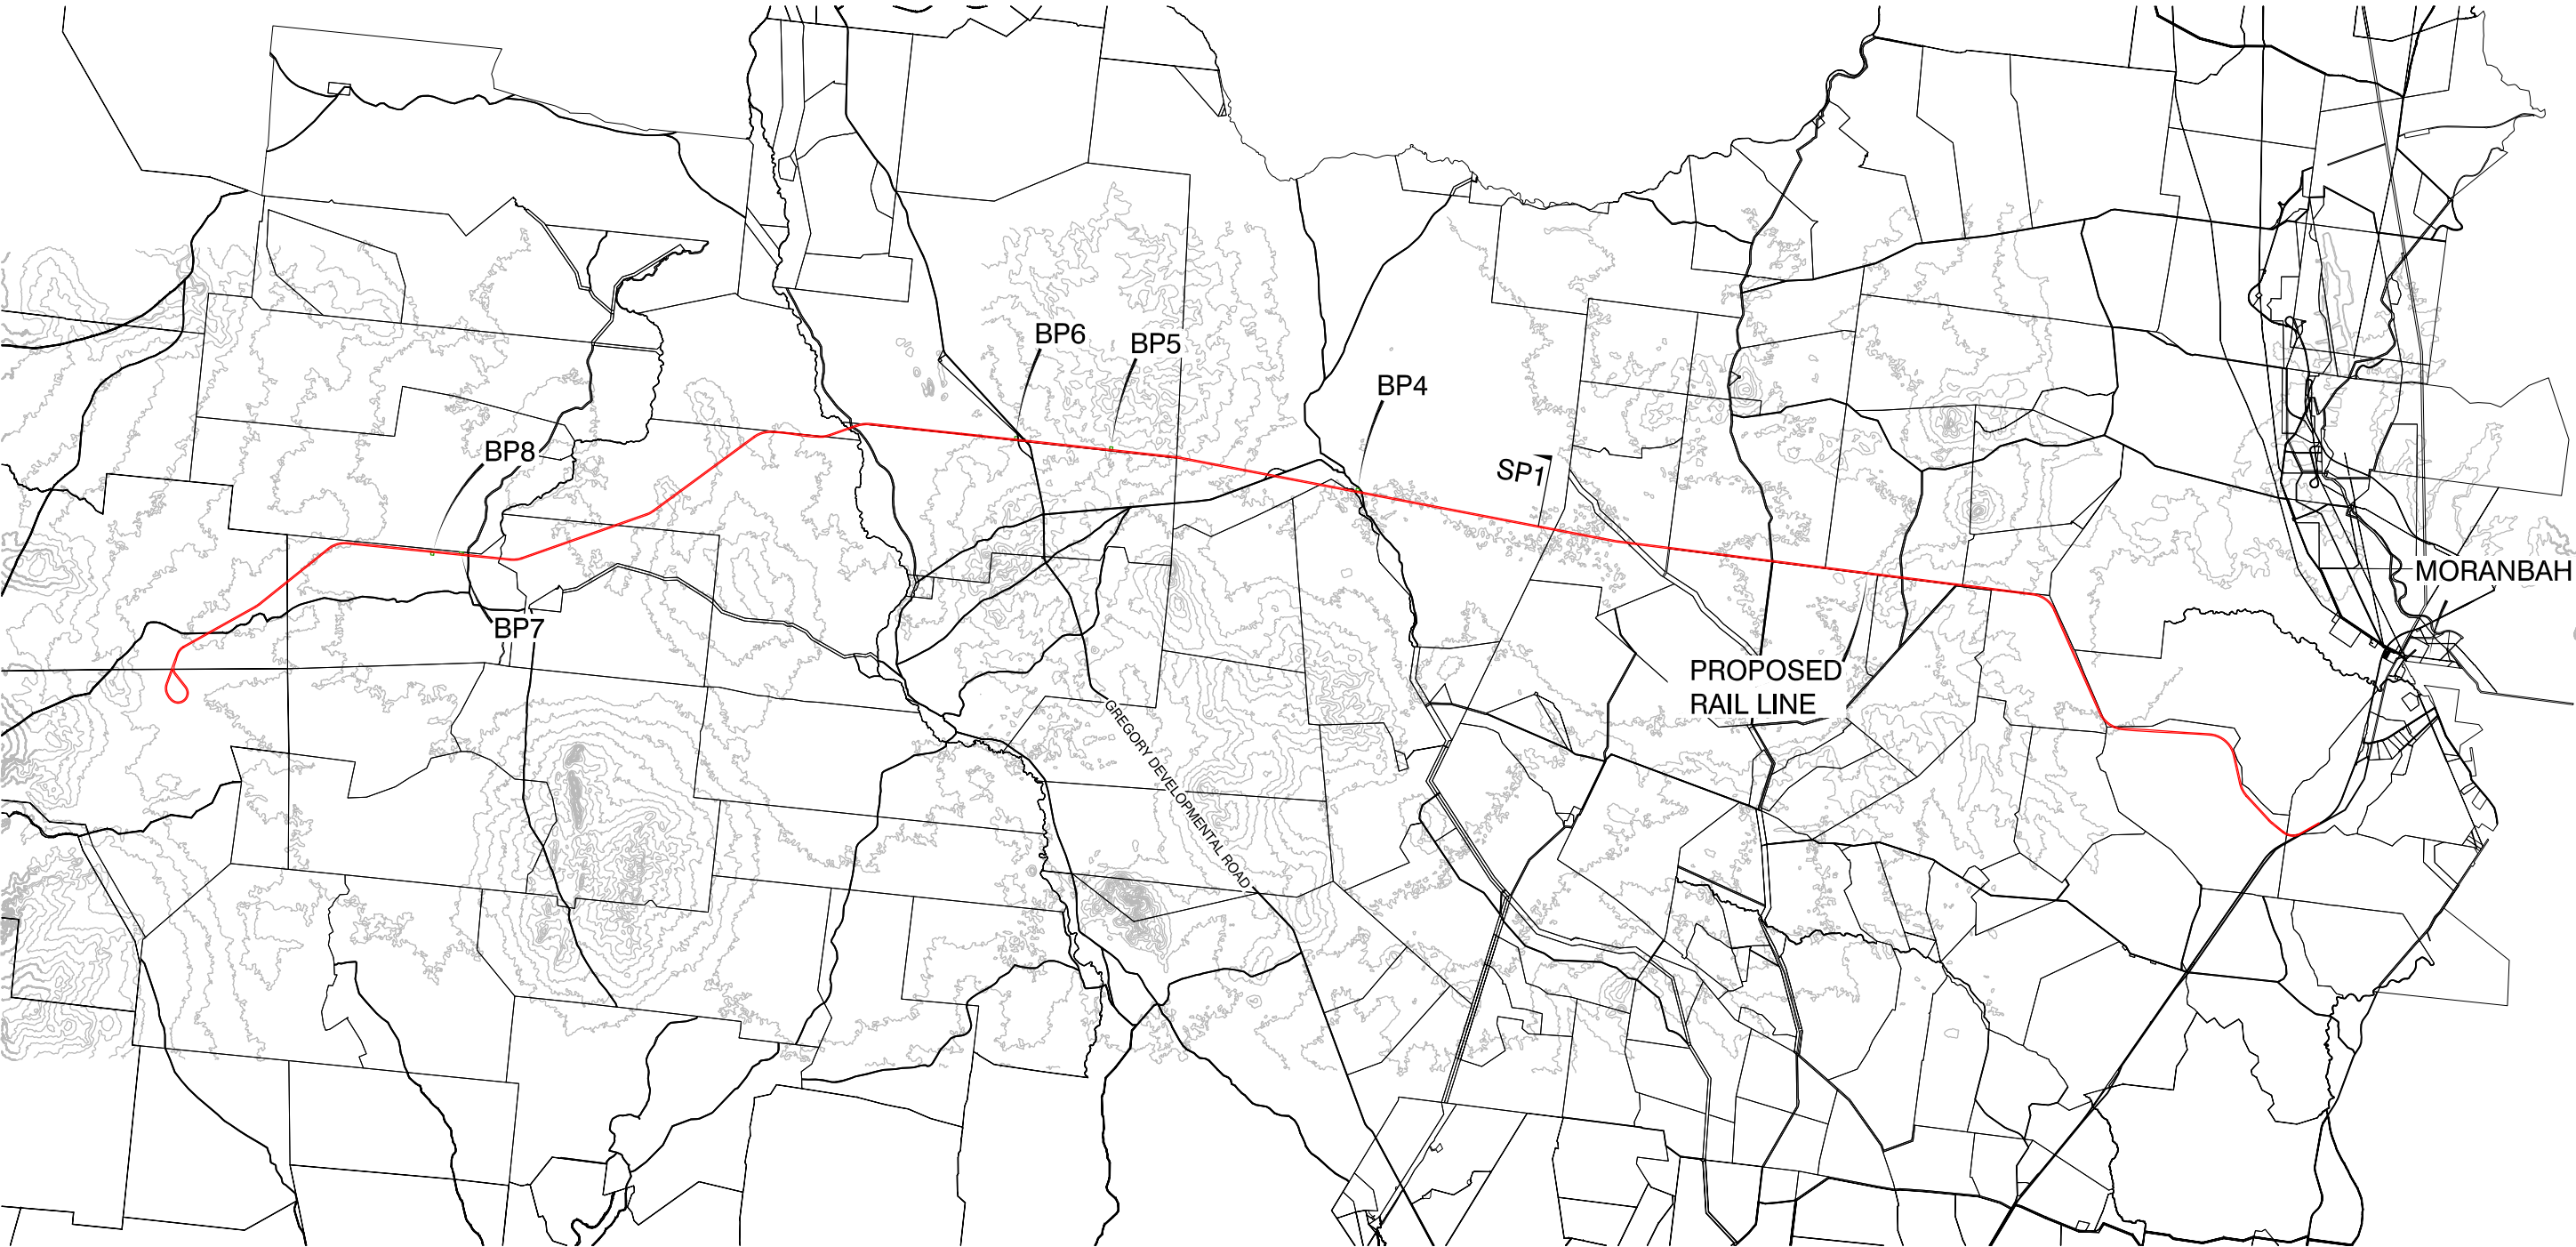 BP6
BP5
BP4
BP8
SP1
MORANBAH
BP7
PROPOSED
RAIL LINE
GREGORY DEVELOPMENTAL ROAD